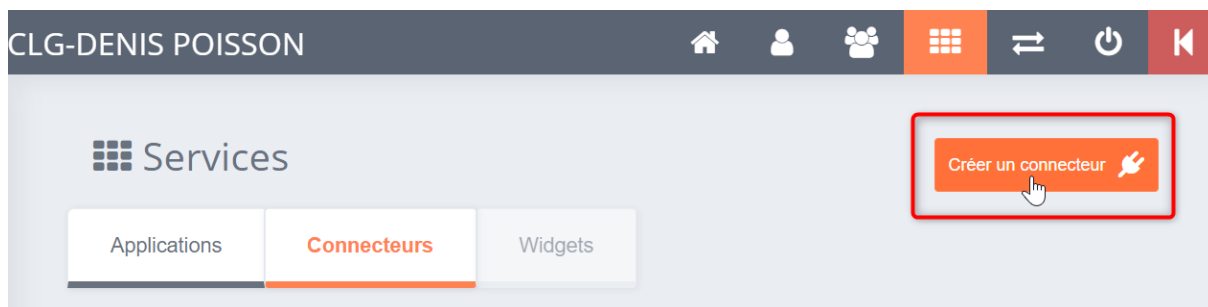 CLG-DENIS POISSON
Services
Créer un connecteur
Applications
Connecteurs
Widgets